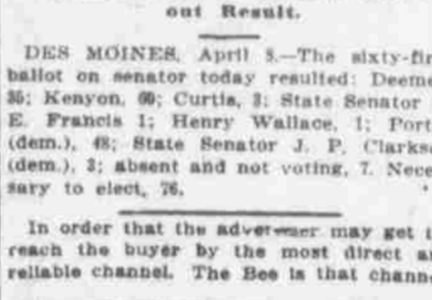 out Result.
DES MOINES, April 8.—The sixty-fir
ballot on senator today resulted: Deeme
35; Kenyon, 60; Curtis, 3; State Senator
E. Francis 1; Henry Wallace, 1; Port
(dem.), 48; State Senator J. P. Clarks
(dem.), 3; absent and not voting, 7. Nece
sary to elect, 76.
In order that the advertiser may get t
reach the buyer by the most direct a
reliable channel. The Bee is that chann